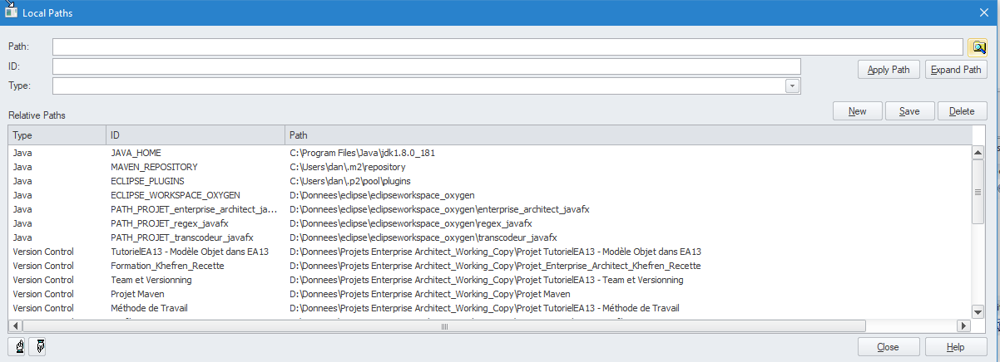 Local Paths
Path:
ID:
Apply Path Expand Path
Type:
Relative Paths
New Save Delete
Type ID Path
Java JAVA_HOME C:\Program Files\Java\jdk1.8.0_181
Java MAVEN_REPOSITORY C:\Users\dan\.m2\repository
Java ECLIPSE_PLUGINS C:\Users\dan\.p2\pool\plugins
Java ECLIPSE_WORKSPACE_OXYGEN D:\Donnees\eclipse\eclipseworkspace_oxygen
Java PATH_PROJET_enterprise_architect_ja... D:\Donnees\eclipse\eclipseworkspace_oxygen\enterprise_architect_javafx
Java PATH_PROJET_regex_javafx D:\Donnees\eclipse\eclipseworkspace_oxygen\regex_javafx
Java PATH_PROJET_transcodeur_javafx D:\Donnees\eclipse\eclipseworkspace_oxygen\transcodeur_javafx
Version Control TutorielEA13 - Modèle Objet dans EA13 D:\Donnees\Projets Enterprise Architect_Working_Copy\Projet TutorielEA13 - Modèle Objet dans EA13
Version Control Formation_Khefren_Recette D:\Donnees\Projets Enterprise Architect_Working_Copy\Projet_Enterprise_Architect_Khefren_Recette
Version Control Team et Versionning D:\Donnees\Projets Enterprise Architect_Working_Copy\Projet TutorielEA13 - Team et Versionning
Version Control Projet Maven D:\Donnees\Projets Enterprise Architect_Working_Copy\Projet Maven
Version Control Méthode de Travail D:\Donnees\Projets Enterprise Architect_Working_Copy\Projet TutorielEA13 - Méthode de Travail
Close Help